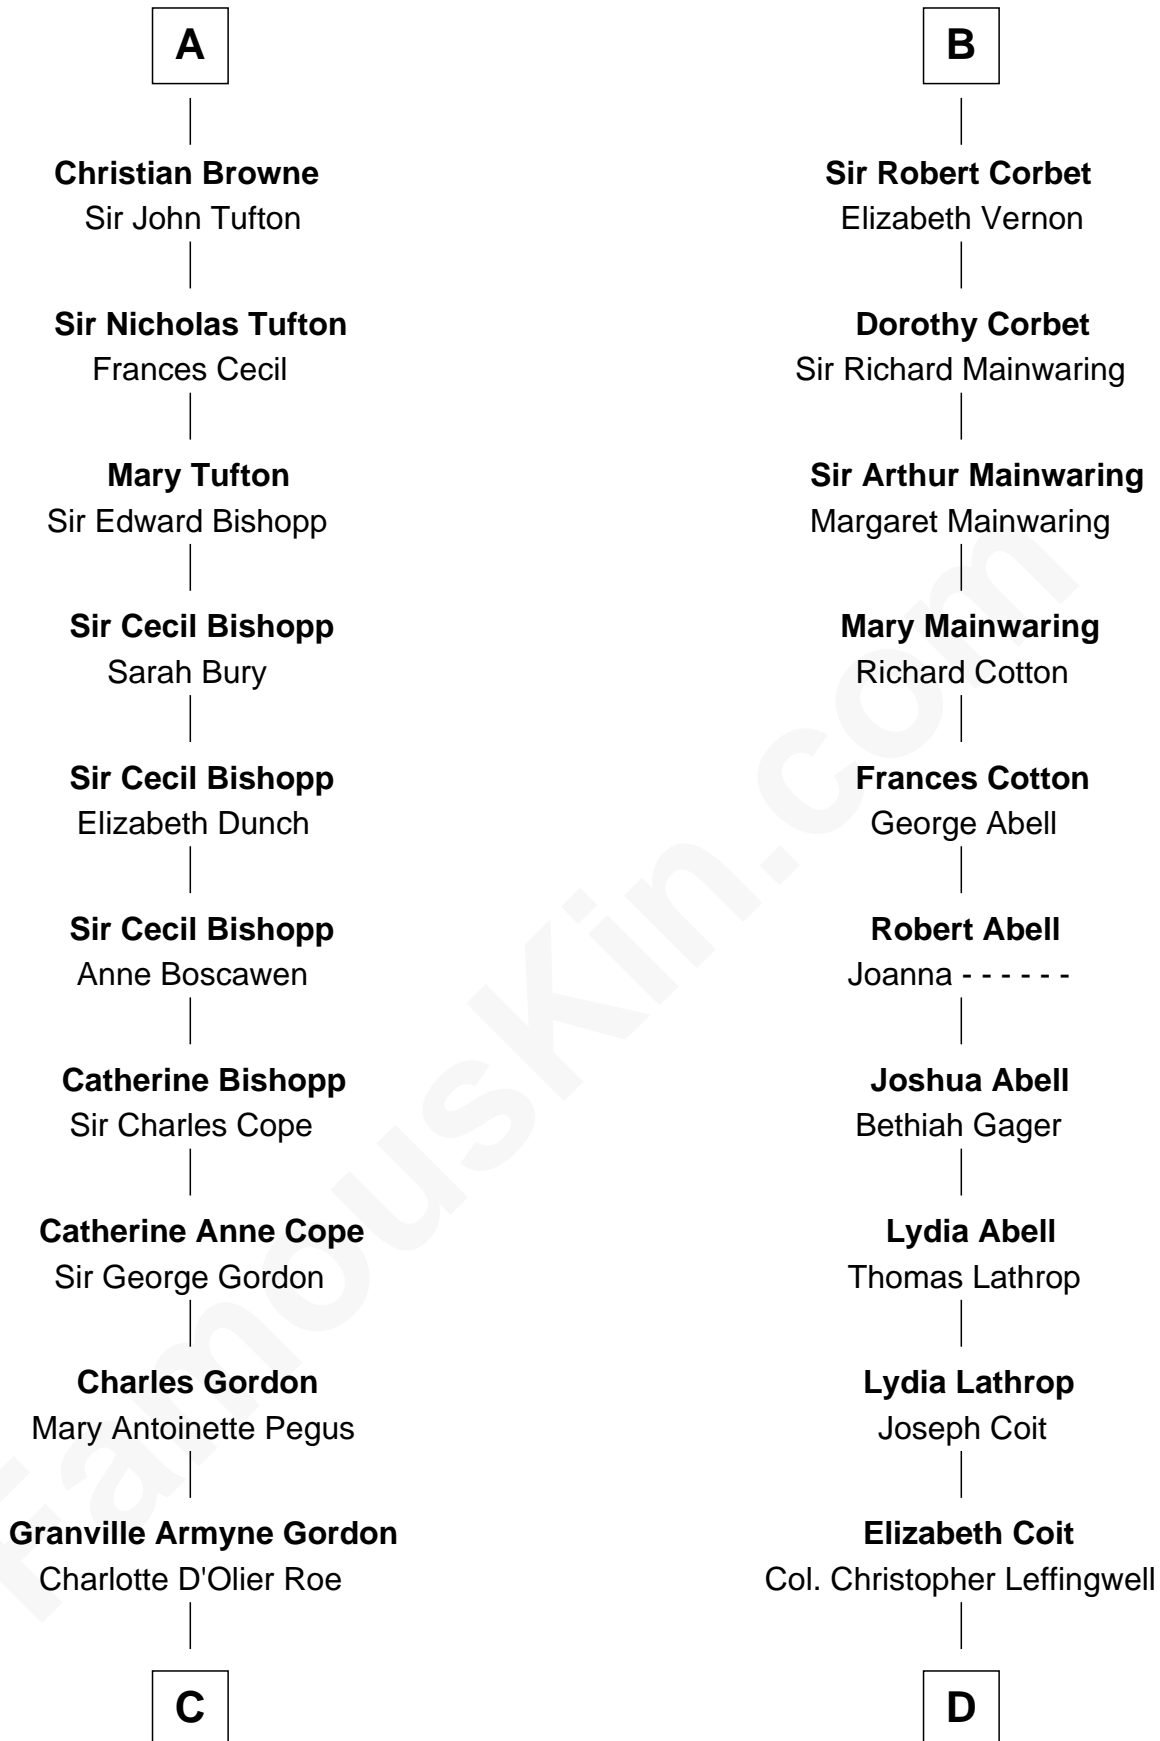 A
Christian Browne
Sir John Tufton
Sir Nicholas Tufton
Frances Cecil
Mary Tufton
Sir Edward Bishopp
Sir Cecil Bishopp
Sarah Bury
Sir Cecil Bishopp
Elizabeth Dunch
Sir Cecil Bishopp
Anne Boscawen
Catherine Bishopp
Sir Charles Cope
Catherine Anne Cope
Sir George Gordon
Charles Gordon
Mary Antoinette Pegus
Granville Armyne Gordon
Charlotte D'Olier Roe
C
B
Sir Robert Corbet
Elizabeth Vernon
Dorothy Corbet
Sir Richard Mainwaring
Sir Arthur Mainwaring
Margaret Mainwaring
Mary Mainwaring
Richard Cotton
Frances Cotton
George Abell
Robert Abell
Joanna - - - - - -
Joshua Abell
Bethiah Gager
Lydia Abell
Thomas Lathrop
Lydia Lathrop
Joseph Coit
Elizabeth Coit
Col. Christopher Leffingwell
D
FamousKin.com